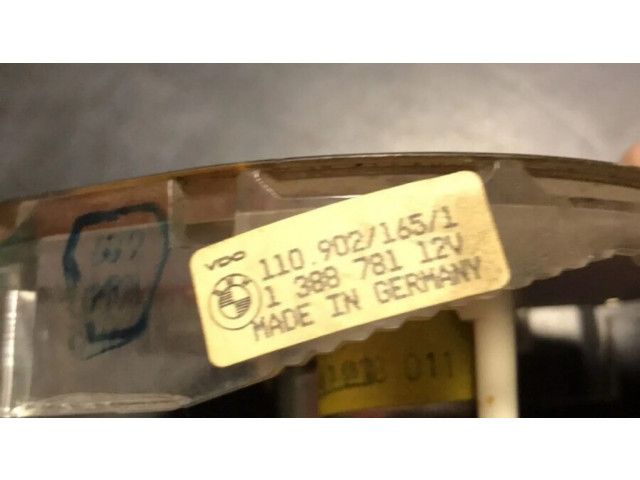 VDO
110.902/165/1
1 388 781 12V
MADE IN GERMANY
011